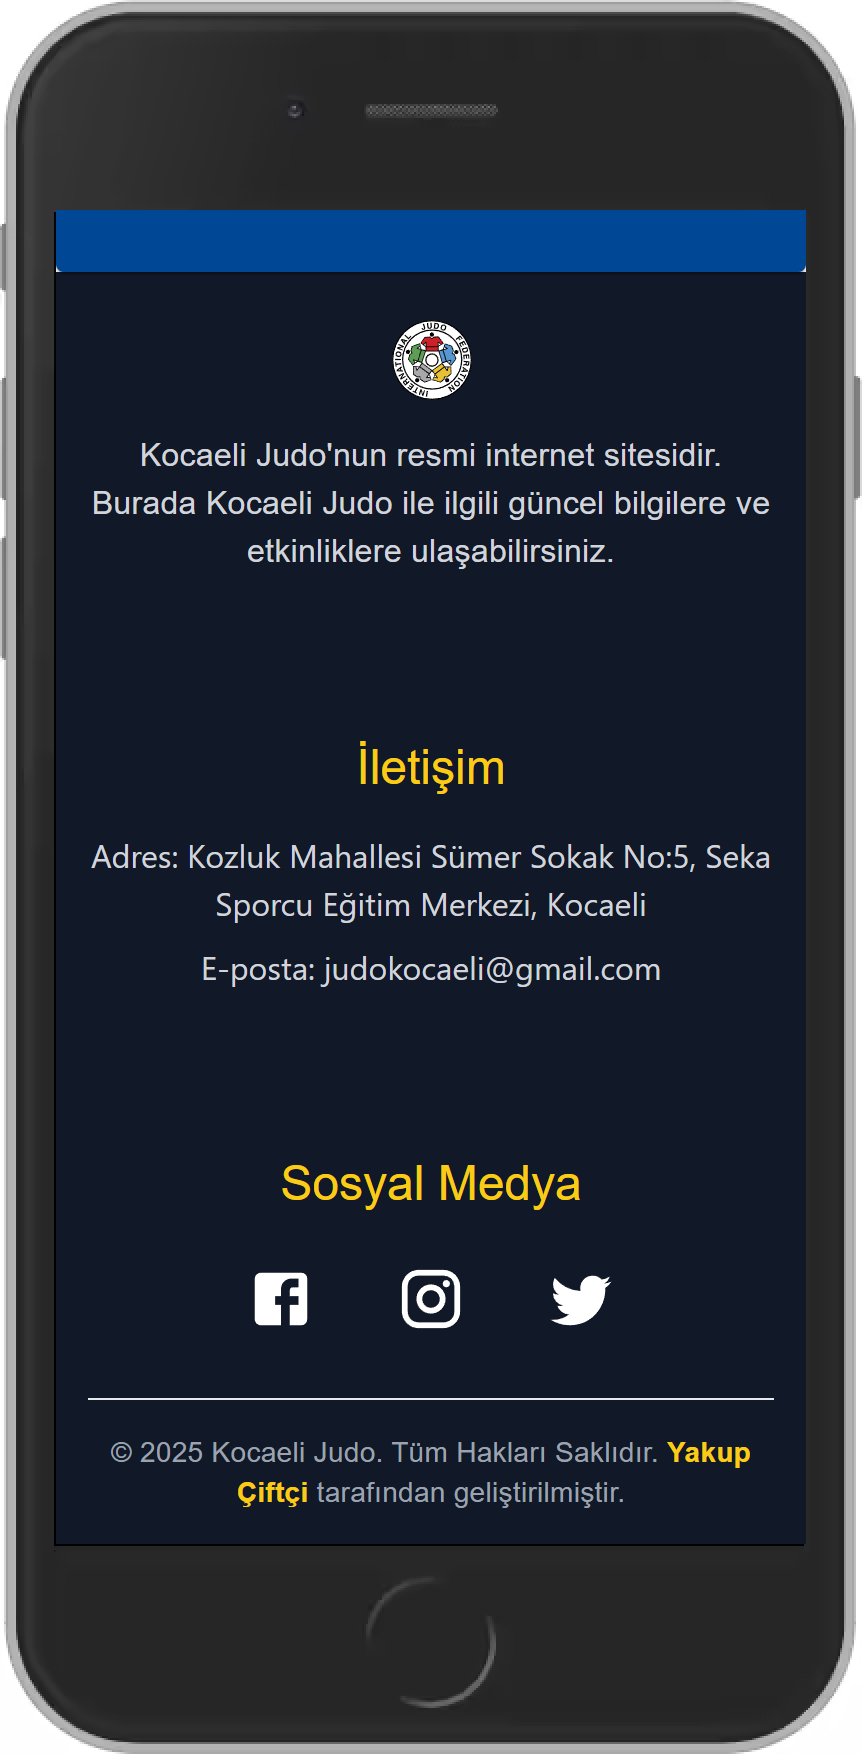 INTERNATIONAL JUDO FEDERATION
Kocaeli Judo'nun resmi internet sitesidir.
Burada Kocaeli Judo ile ilgili güncel bilgilere ve
etkinliklere ulaşabilirsiniz.
İletişim
Adres: Kozluk Mahallesi Sümer Sokak No:5, Seka
Sporcu Eğitim Merkezi, Kocaeli
E-posta: judokocaeli@gmail.com
Sosyal Medya
© 2025 Kocaeli Judo. Tüm Hakları Saklıdır. Yakup
Çiftçi tarafından geliştirilmiştir.